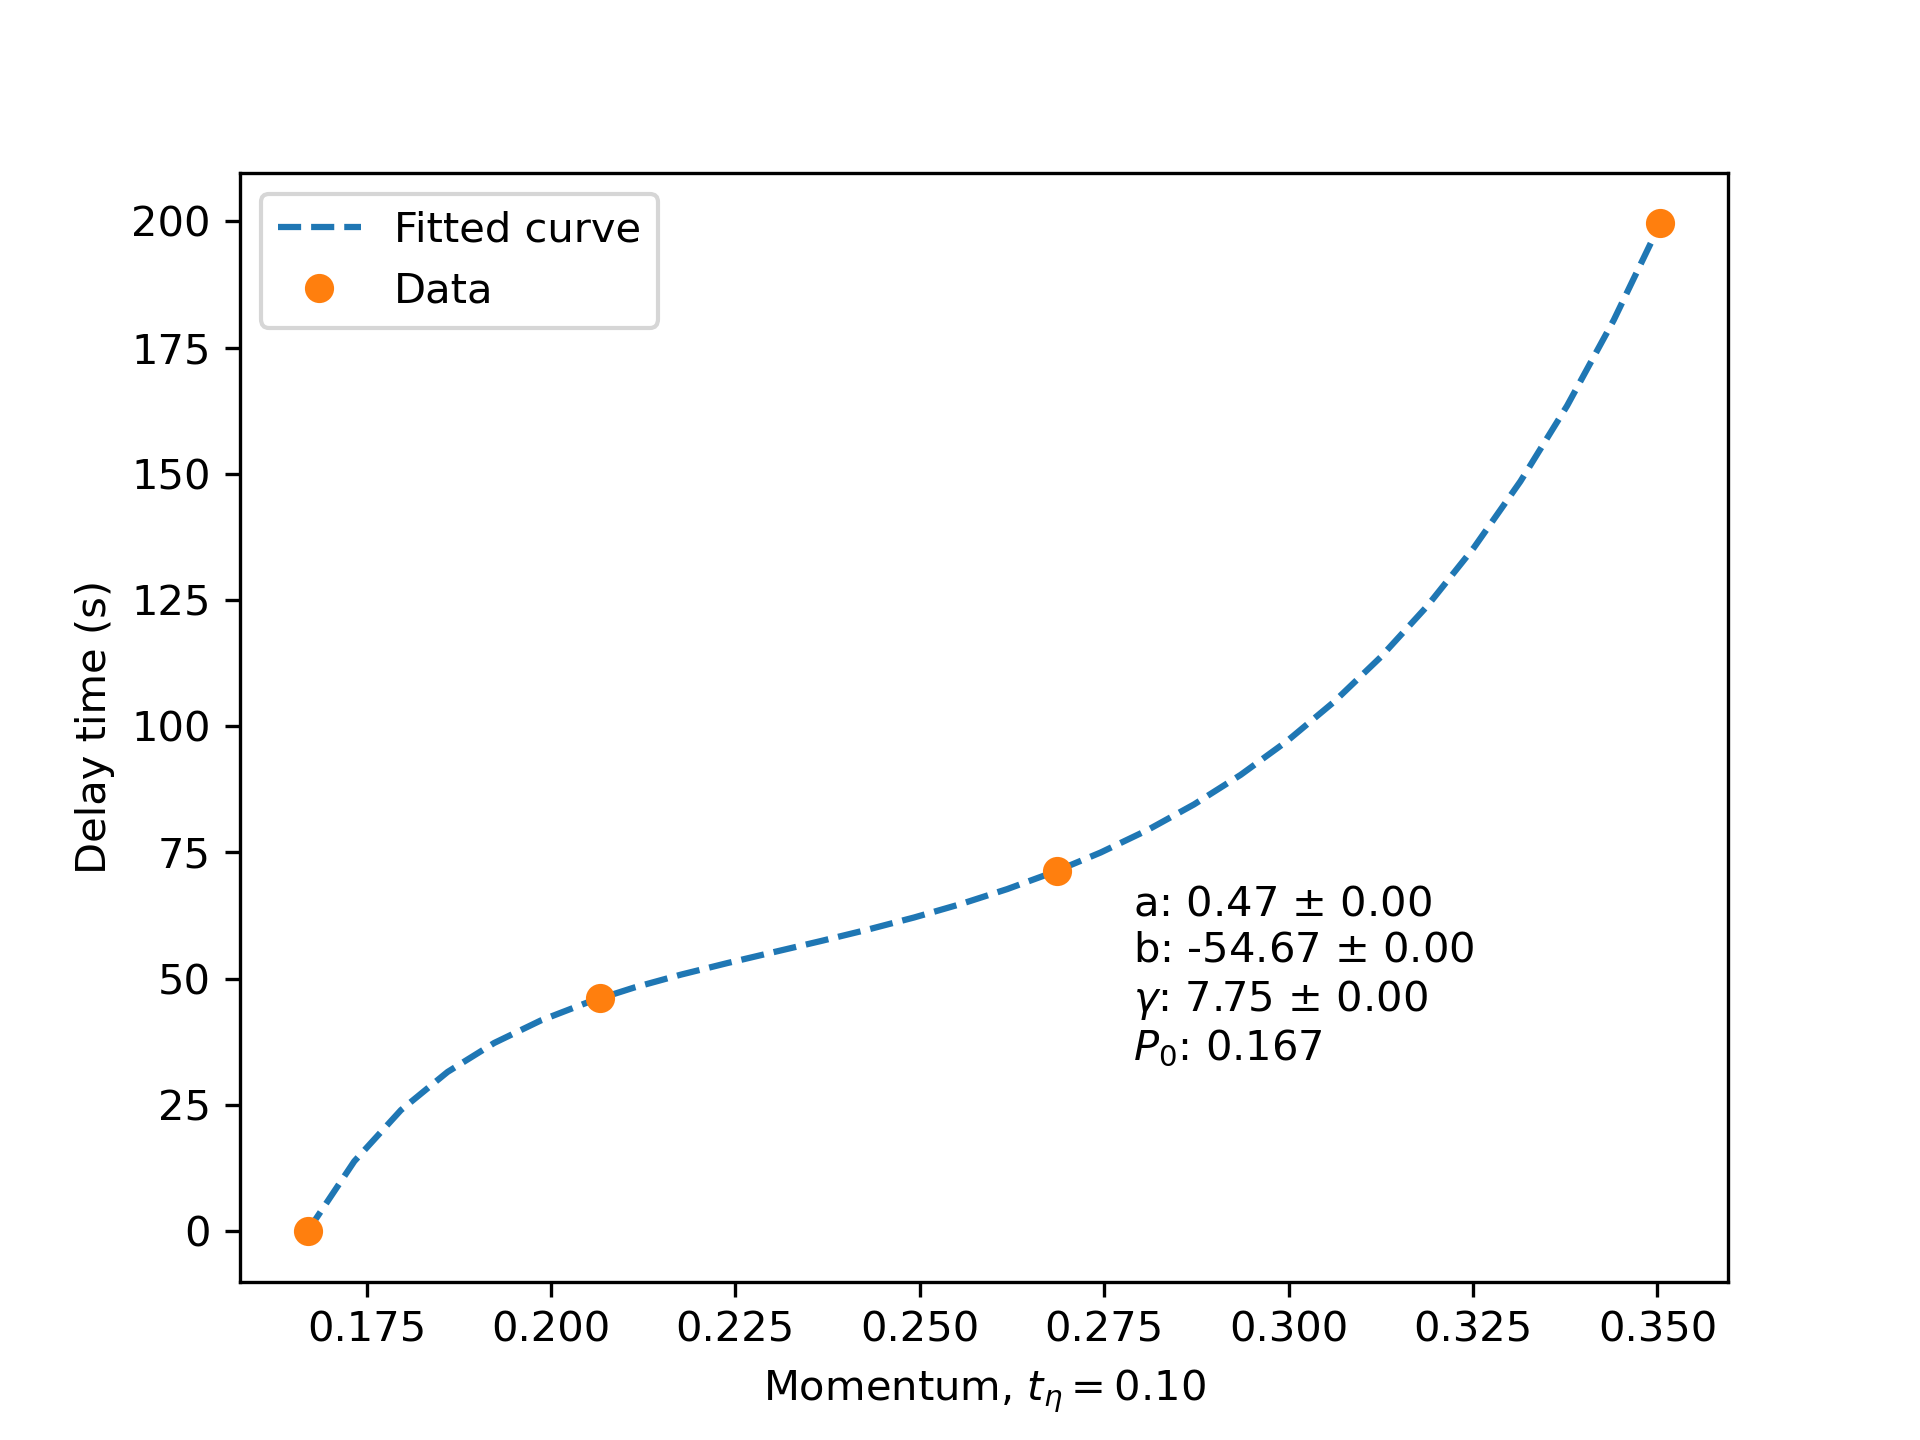 Fitted curve
Data
200
175
150
125
100
75
50
25
0
Delay time (s)
a: 0.47 ± 0.00
b: -54.67 ± 0.00
γ: 7.75 ± 0.00
P₀: 0.167
0.175 0.200 0.225 0.250 0.275 0.300 0.325 0.350
Momentum, tη = 0.10